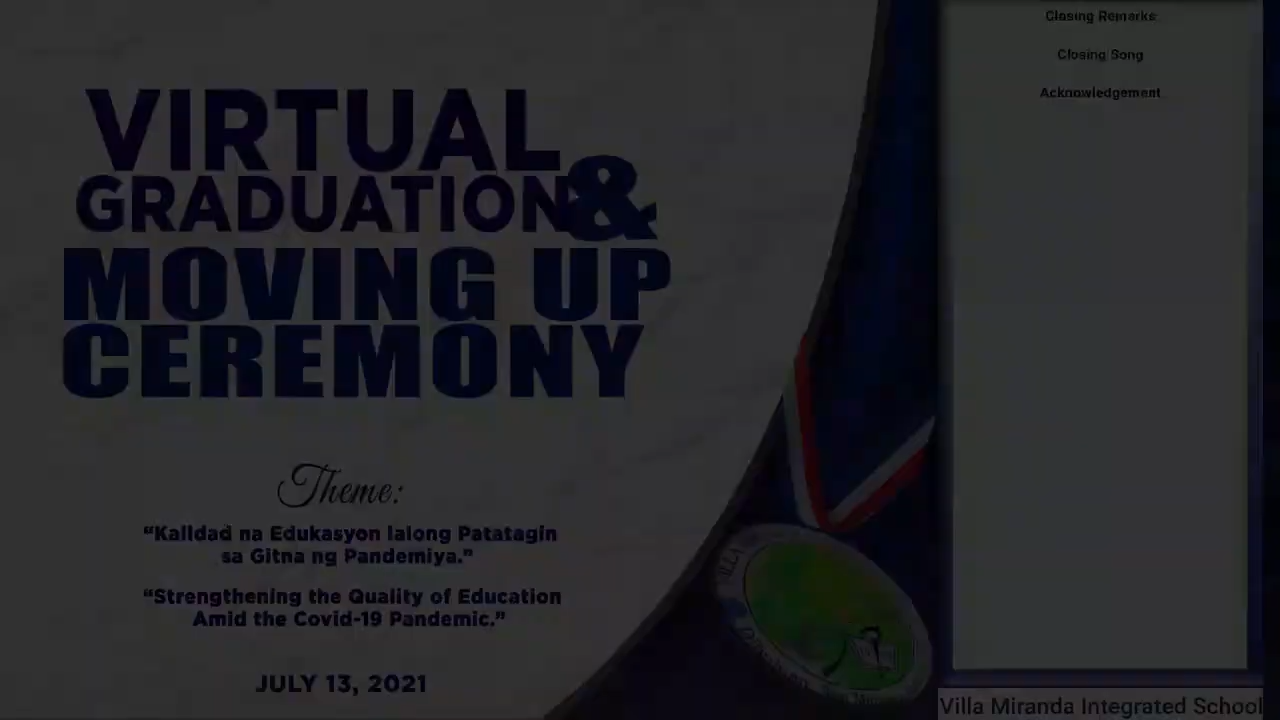 VIRTUAL
GRADUATION &
MOVING UP
CEREMONY
Theme:
“Kalidad na Edukasyon lalong Patatagin
sa Gitna ng Pandemiya.”
“Strengthening the Quality of Education
Amid the Covid-19 Pandemic.”
JULY 13, 2021
Closing Remarks
Closing Song
Acknowledgement
VILLA
Villa Miranda Integrated School